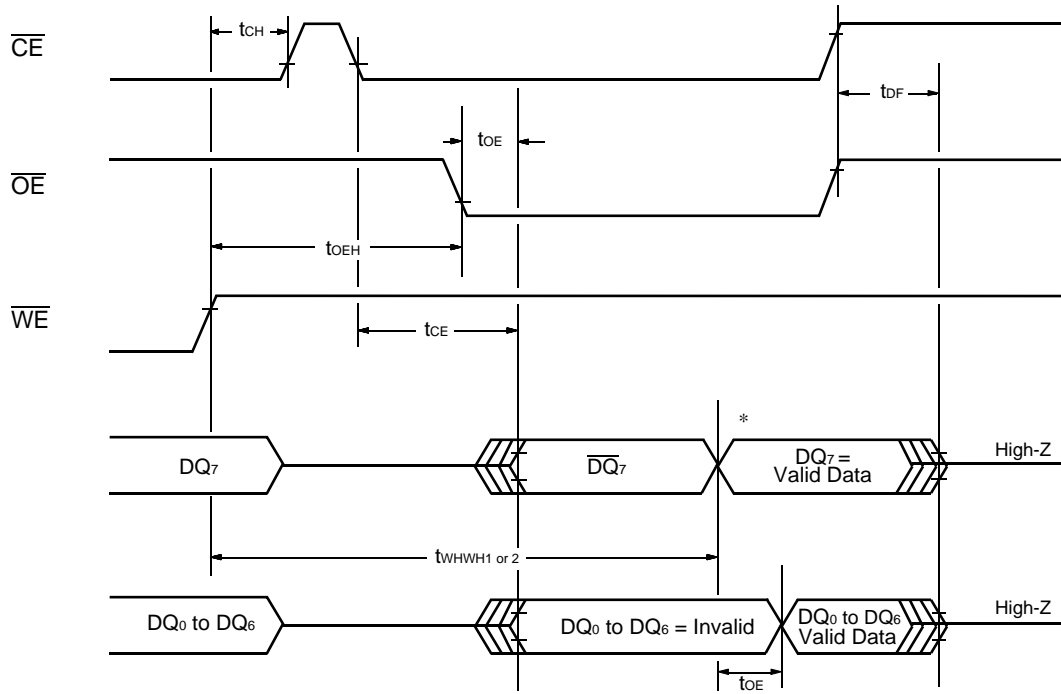 CE
tCH
tDF
tOE
OE
tOEH
WE
tCE
*
DQ7
DQ7
DQ7 =
Valid Data
High-Z
tWHWH1 or 2
DQ0 to DQ6
DQ0 to DQ6 = Invalid
DQ0 to DQ6
Valid Data
High-Z
tOE